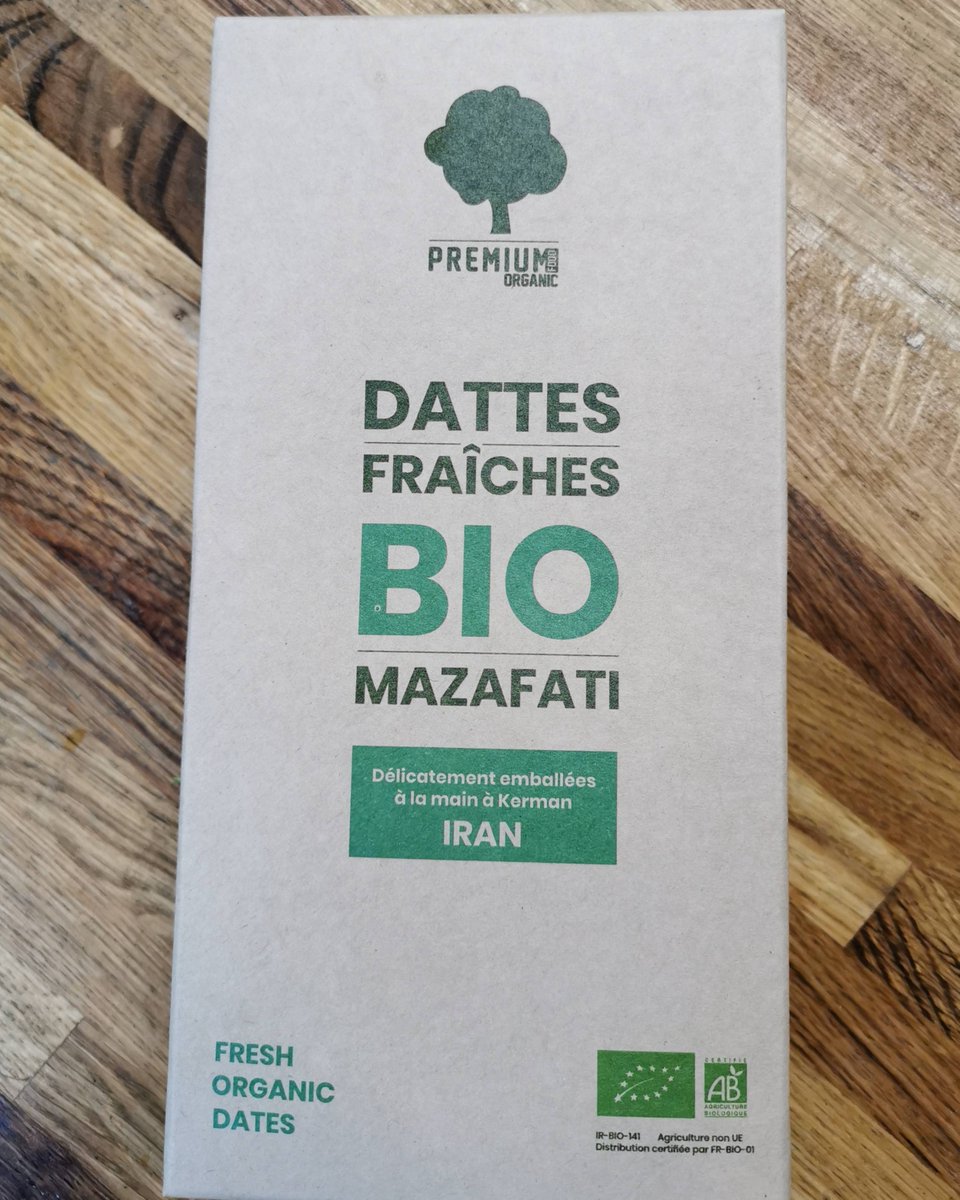 PREMIUM FOOD
ORGANIC
DATTES
FRAÎCHES
BIO
MAZAFATI
Délicatement emballées
à la main à Kerman
IRAN
FRESH
ORGANIC
DATES
CERTIFIÉ
AB
AGRICULTURE
BIOLOGIQUE
IR-BIO-141 Agriculture non UE
Distribution certifiée par FR-BIO-01